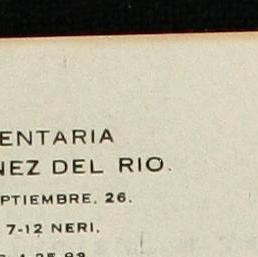 ENTARIA
NEZ DEL RIO.
PTIEMBRE, 26.
7-12 NERI,